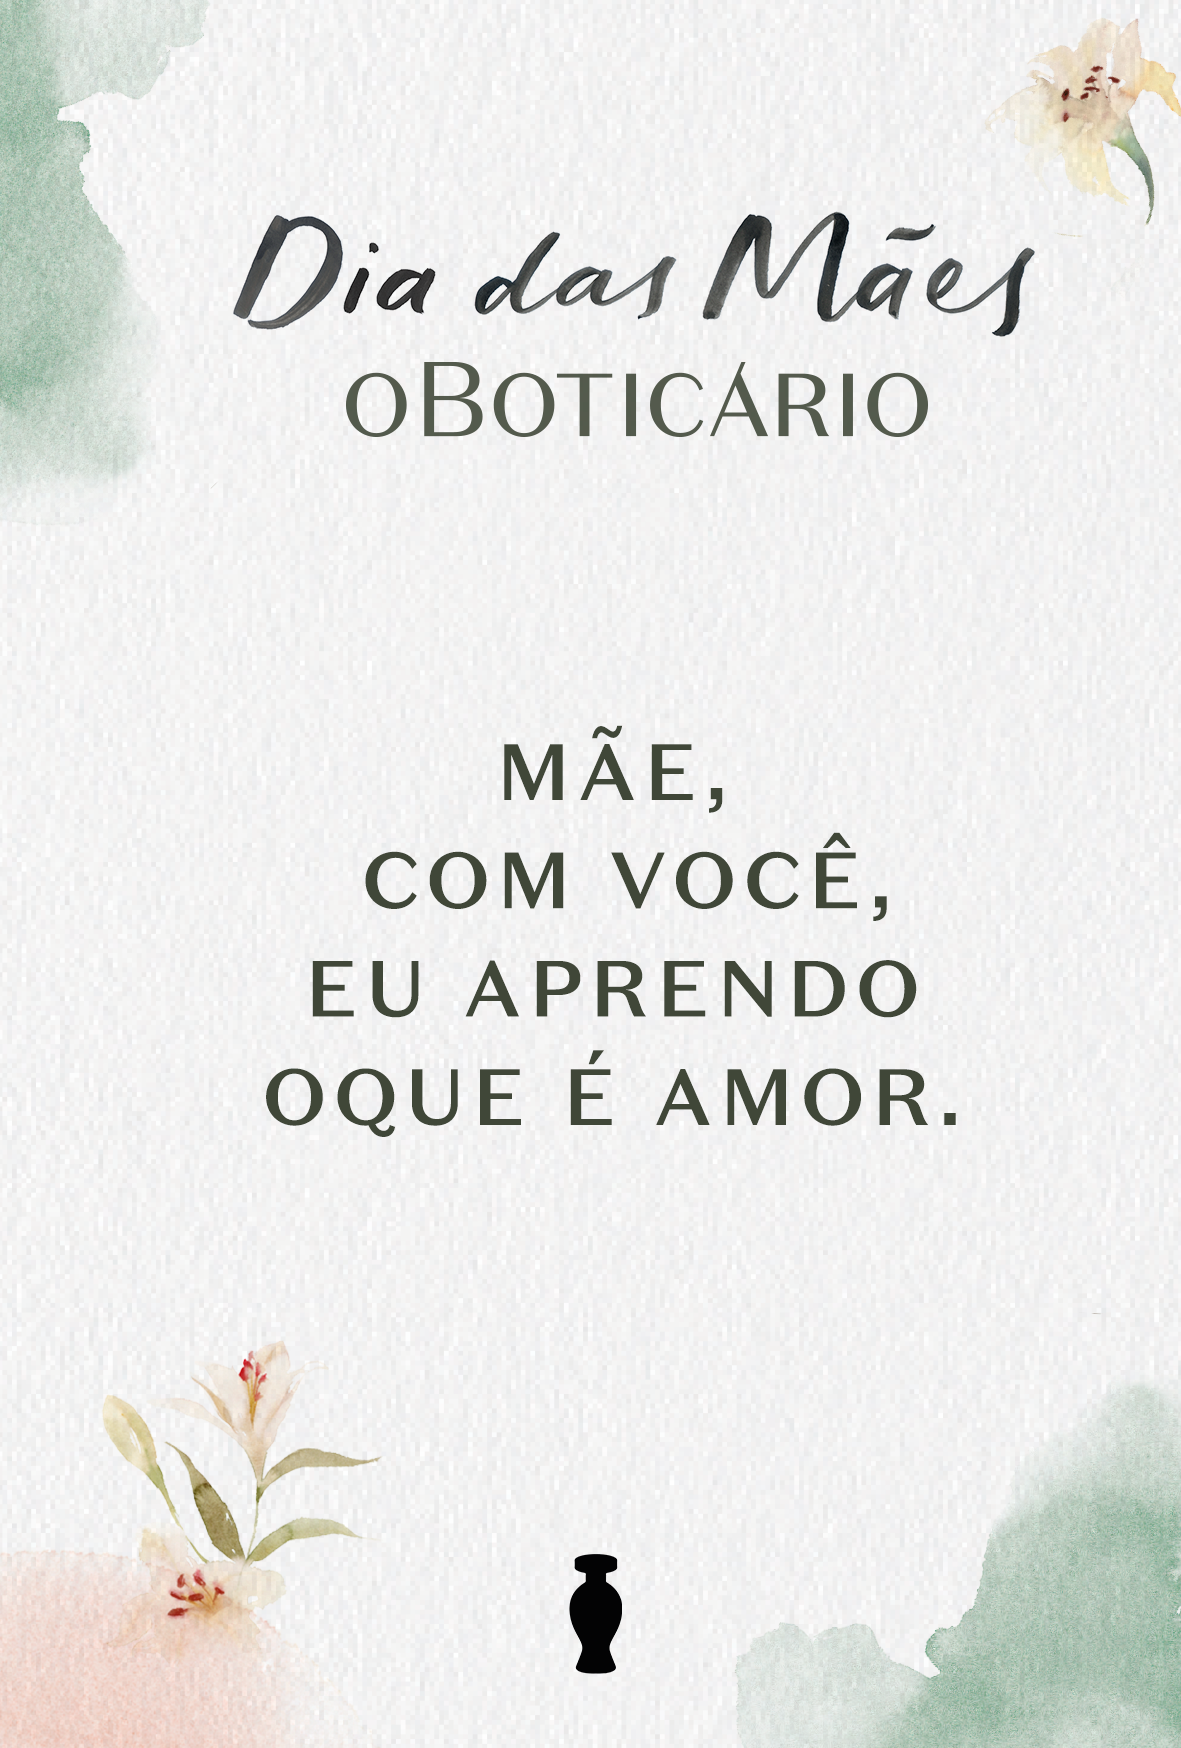 Dia das Mães
OBOTICÁRIO
MÃE,
COM VOCÊ,
EU APRENDO
OQUE É AMOR.